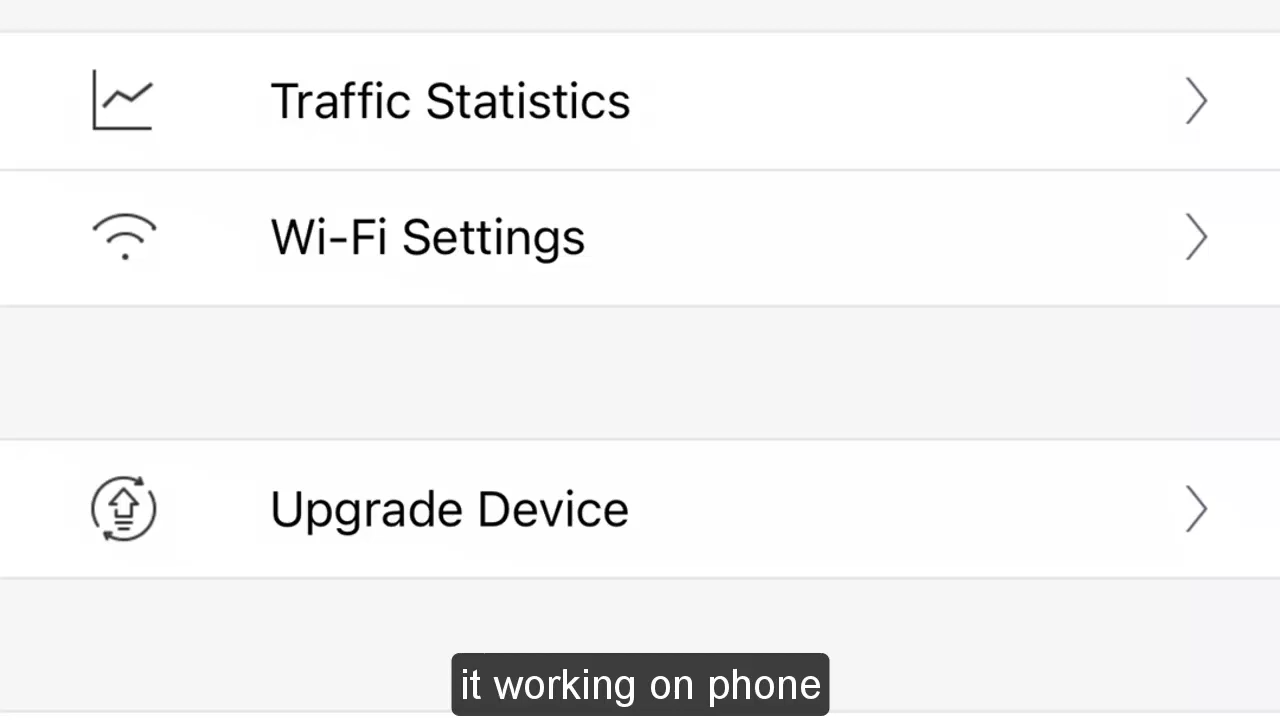 Traffic Statistics
Wi-Fi Settings
Upgrade Device
it working on phone